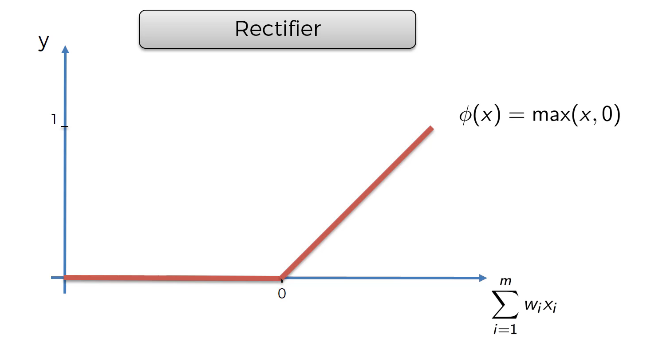 Rectifier
y
1
ϕ(x) = max(x, 0)
0
m
∑ wᵢxᵢ
i=1